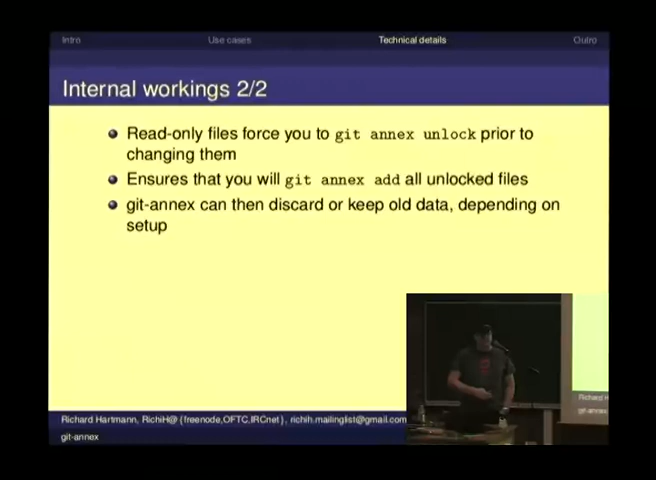 Intro Use cases Technical details Outro
Internal workings 2/2
Read-only files force you to git annex unlock prior to
changing them
Ensures that you will git annex add all unlocked files
git-annex can then discard or keep old data, depending on
setup
Richard Hartmann, RichiH@{freenode,OFTC,IRCnet}, richih.mailinglist@gmail.com
git-annex
Richard H
git-annex